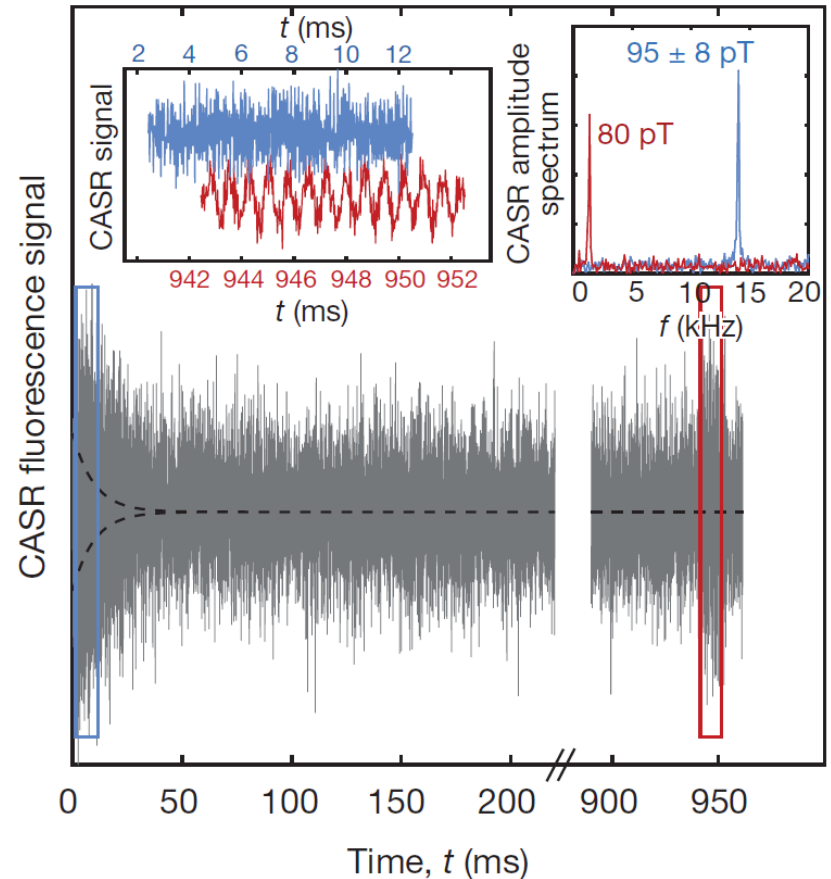 t (ms)
2 4 6 8 10 12
CASR signal
942 944 946 948 950 952
t (ms)
CASR amplitude
spectrum
95 ± 8 pT
80 pT
0 5 10 15 20
f (kHz)
CASR fluorescence signal
0 50 100 150 200 900 950
Time, t (ms)